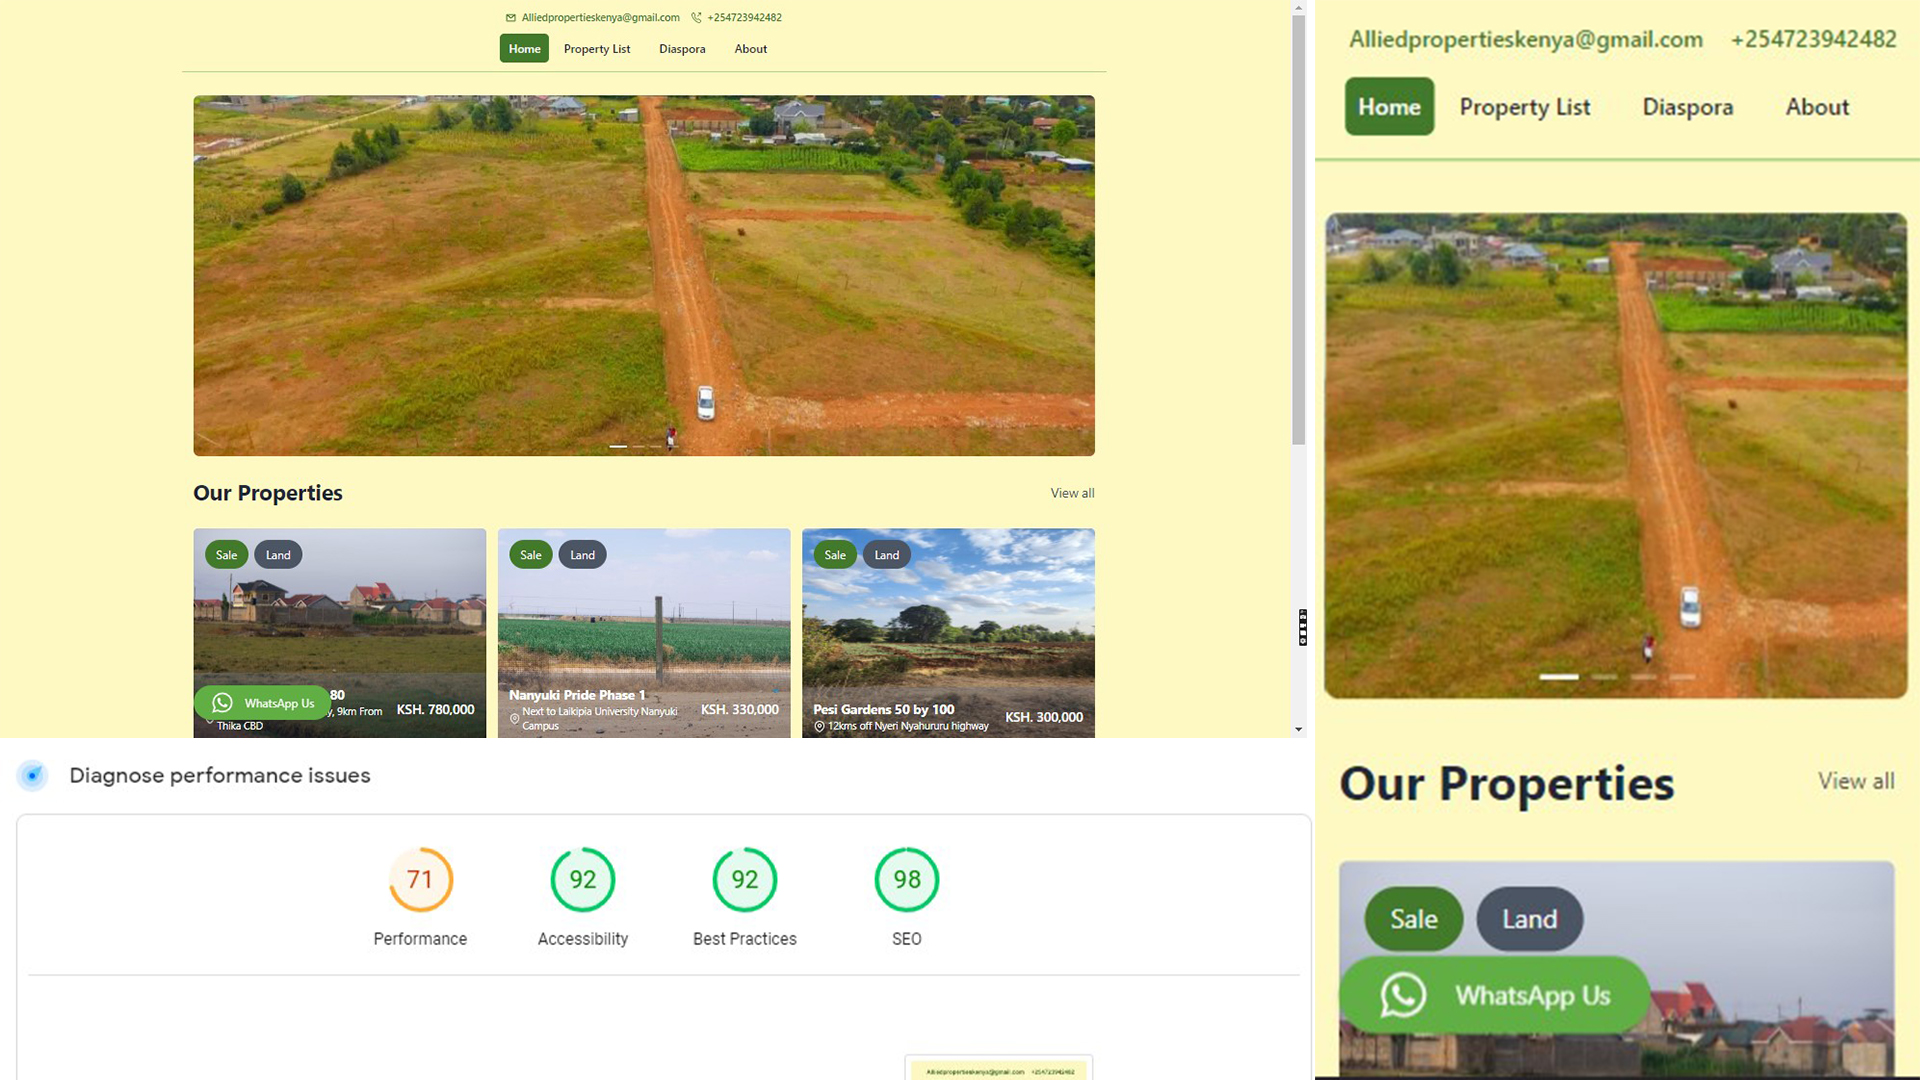 Alliedpropertieskenya@gmail.com +254723942482
Home Property List Diaspora About
Our Properties
View all
Sale Land
80
y, 9km From
Thika CBD
KSH. 780,000
WhatsApp Us
Sale Land
Nanyuki Pride Phase 1
Next to Laikipia University Nanyuki
Campus
KSH. 330,000
Sale Land
Pesi Gardens 50 by 100
12kms off Nyeri Nyahururu highway
KSH. 300,000
Diagnose performance issues
71
Performance
92
Accessibility
92
Best Practices
98
SEO
Alliedpropertieskenya@gmail.com +254723942482
Alliedpropertieskenya@gmail.com +254723942482
Home Property List Diaspora About
Our Properties
View all
Sale Land
WhatsApp Us